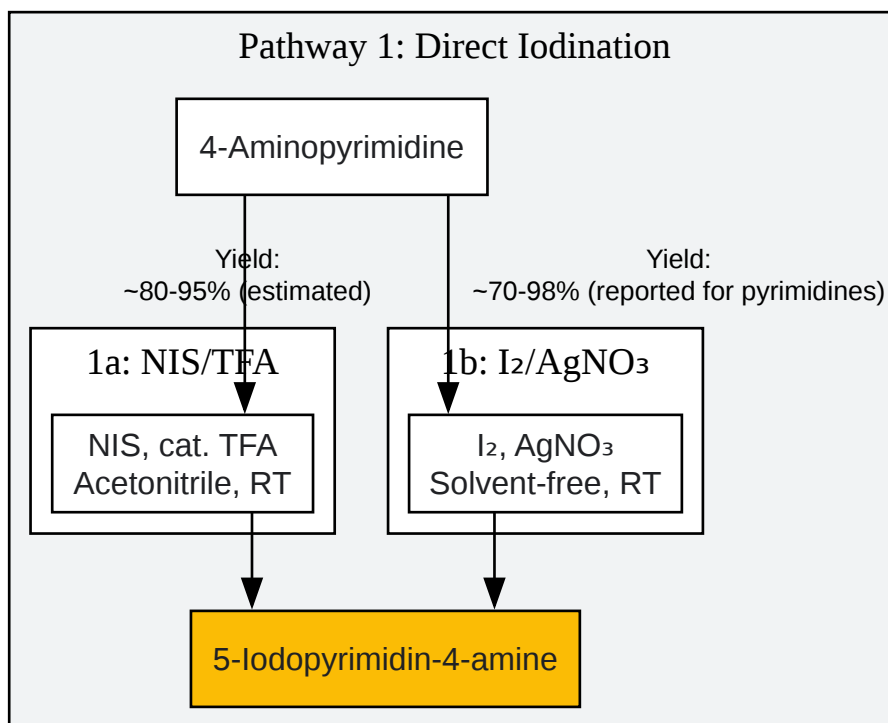 Pathway 1: Direct Iodination
4-Aminopyrimidine
Yield:
~80-95% (estimated)
Yield:
~70-98% (reported for pyrimidines)
1a: NIS/TFA
1b: I₂/AgNO₃
NIS, cat. TFA
Acetonitrile, RT
I₂, AgNO₃
Solvent-free, RT
5-Iodopyrimidin-4-amine